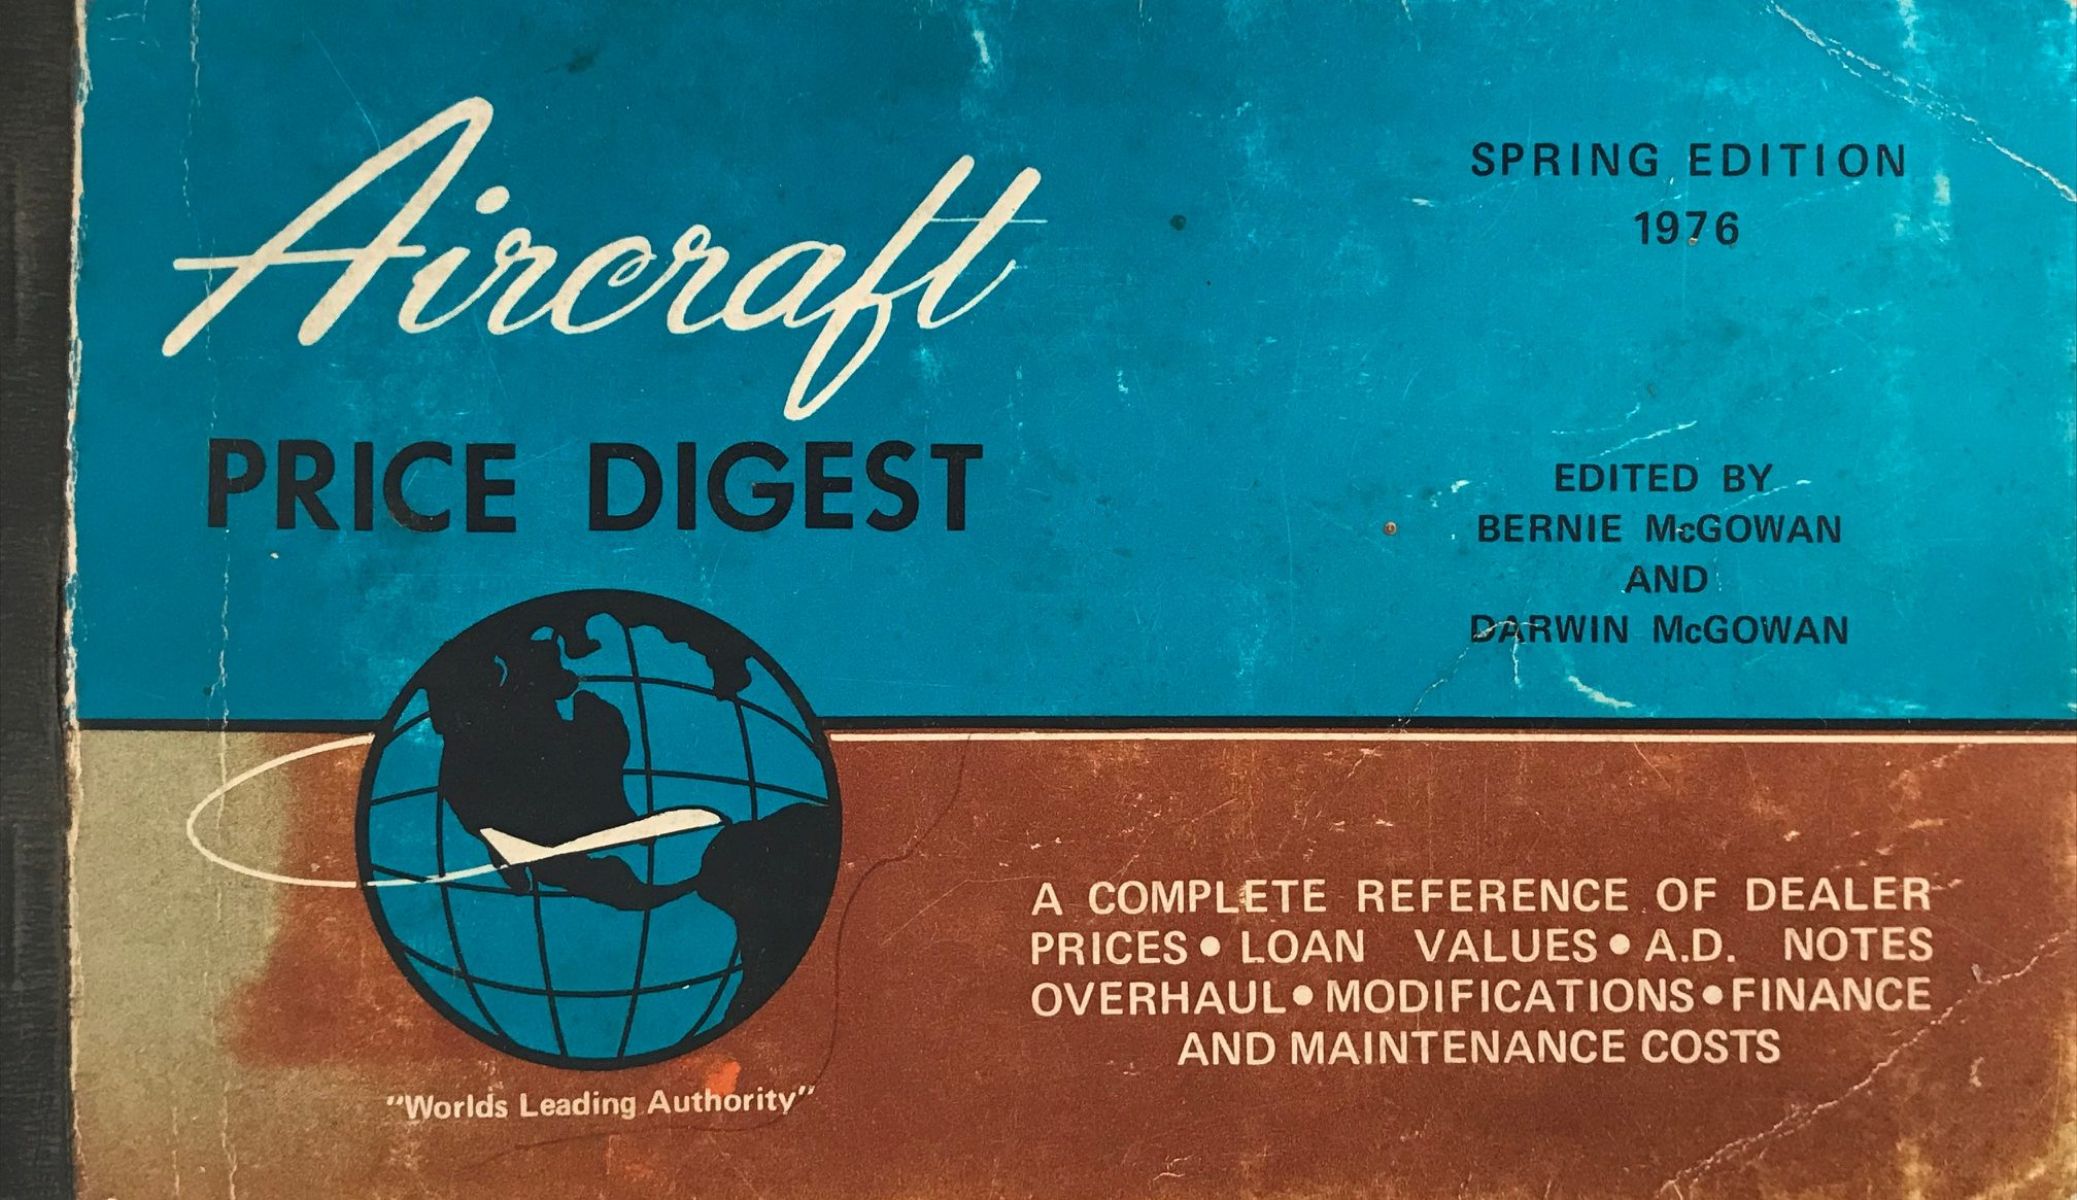 Aircraft
PRICE DIGEST
SPRING EDITION
1976
EDITED BY
BERNIE McGOWAN
AND
DARWIN McGOWAN
"Worlds Leading Authority"
A COMPLETE REFERENCE OF DEALER
PRICES • LOAN VALUES • A.D. NOTES
OVERHAUL • MODIFICATIONS • FINANCE
AND MAINTENANCE COSTS